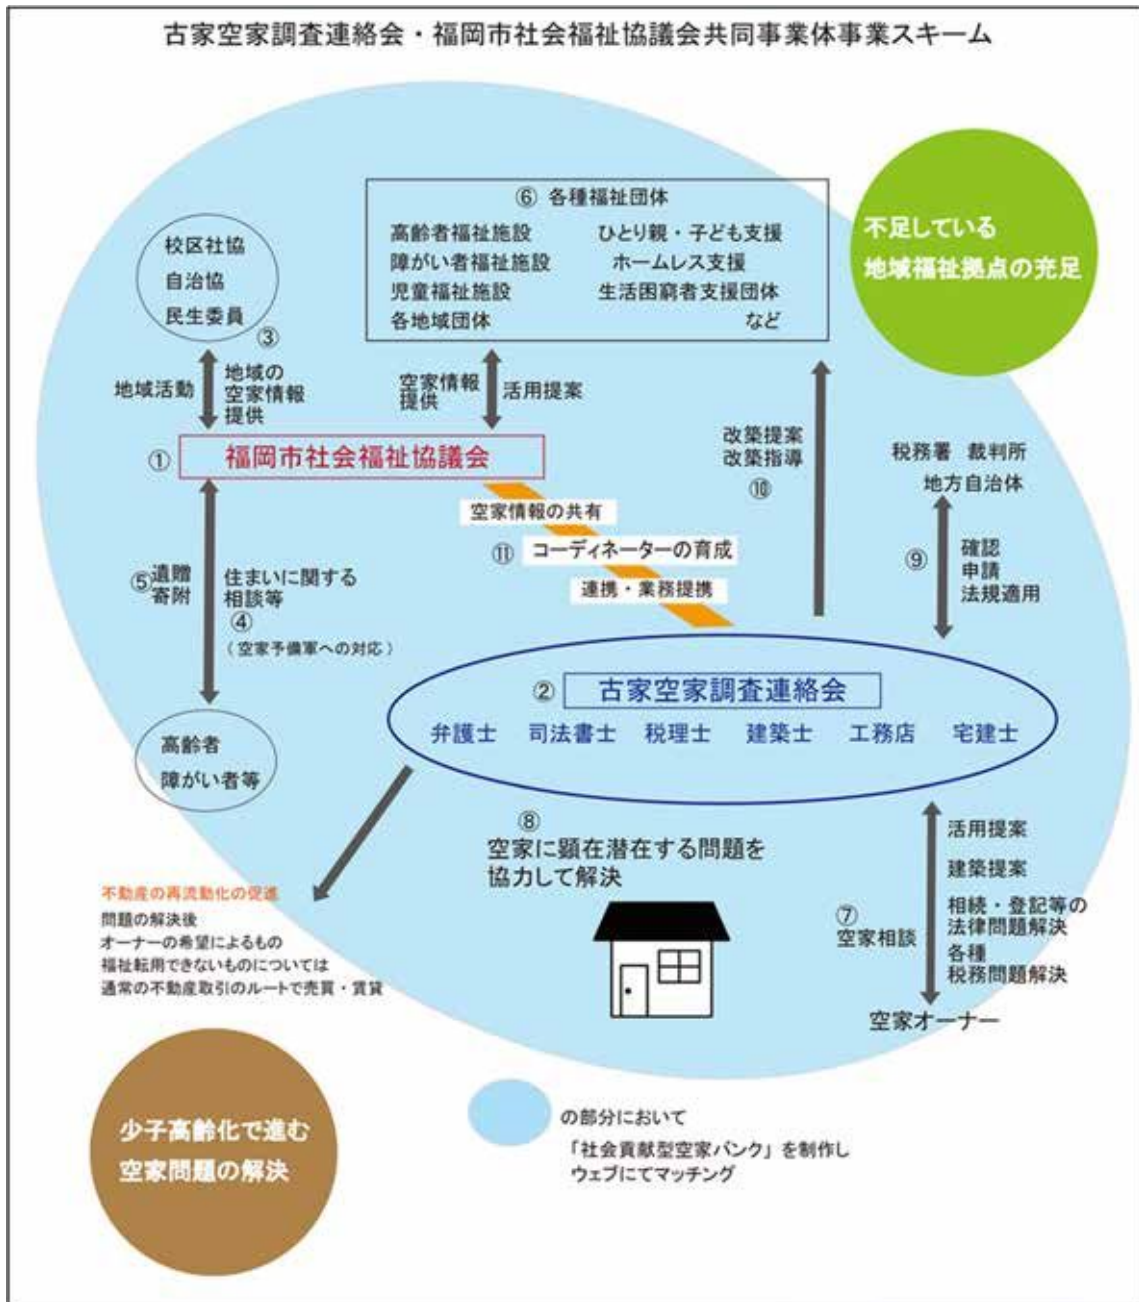 古家空家調査連絡会・福岡市社会福祉協議会共同事業体事業スキーム
⑥ 各種福祉団体
高齢者福祉施設 ひとり親・子ども支援
障がい者福祉施設 ホームレス支援
児童福祉施設 生活困窮者支援団体
各地域団体 など
不足している
地域福祉拠点の充足
校区社協
自治協
民生委員
③
地域活動
地域の
空家情報
提供
空家情報
提供
活用提案
① 福岡市社会福祉協議会
改築提案
改築指導
⑩
税務署 裁判所
地方自治体
⑨
確認
申請
法規適用
空家情報の共有
⑪ コーディネーターの育成
連携・業務提携
⑤遺贈
寄附
住まいに関する
相談等
④
(空家予備軍への対応)
② 古家空家調査連絡会
弁護士 司法書士 税理士 建築士 工務店 宅建士
高齢者
障がい者等
⑧
空家に顕在潜在する問題を
協力して解決
不動産の再流動化の促進
問題の解決後
オーナーの希望によるもの
福祉転用できないものについては
通常の不動産取引のルートで売買・賃貸
⑦
空家相談
活用提案
建築提案
相続・登記等の
法律問題解決
各種
税務問題解決
空家オーナー
少子高齢化で進む
空家問題の解決
の部分において
「社会貢献型空家バンク」を制作し
ウェブにてマッチング